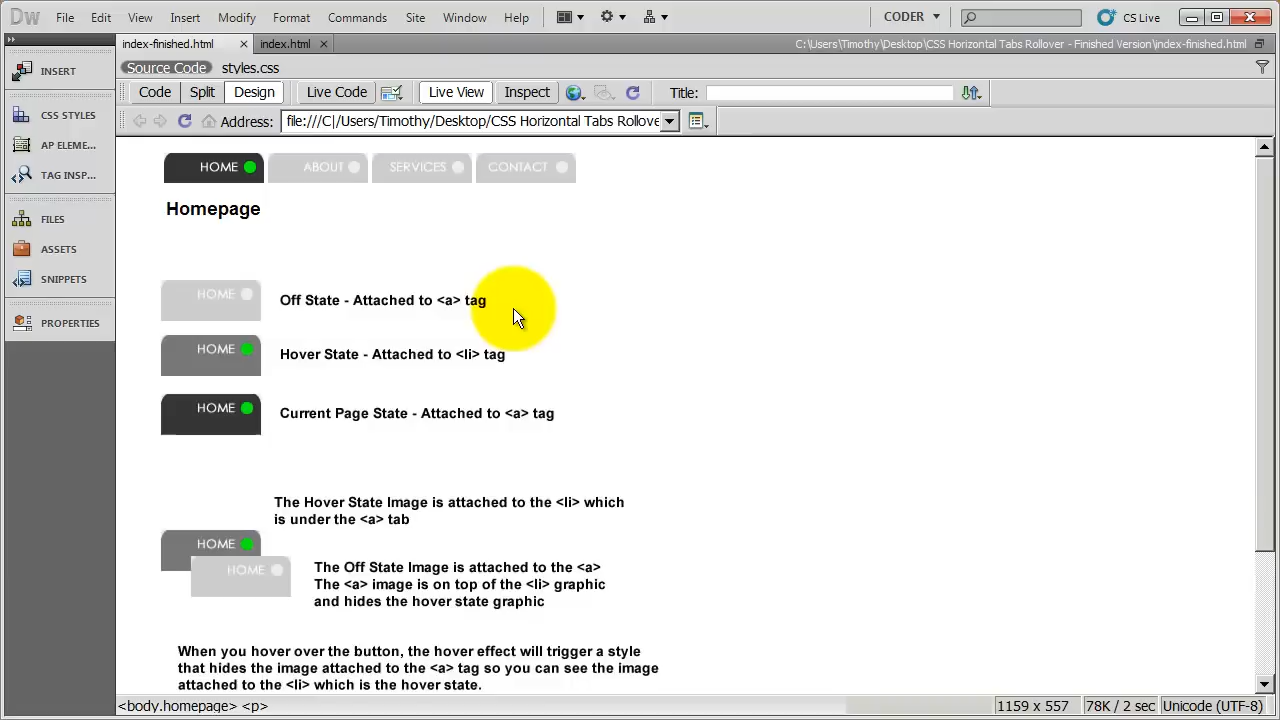 Dw File Edit View Insert Modify Format Commands Site Window Help CODER CS Live
index-finished.html index.html C:\Users\Timothy\Desktop\CSS Horizontal Tabs Rollover - Finished Version\index-finished.html
Source Code styles.css
Code Split Design Live Code Live View Inspect Title:
Address: file:///C|/Users/Timothy/Desktop/CSS Horizontal Tabs Rollove
INSERT
CSS STYLES
AP ELEME...
TAG INSP...
FILES
ASSETS
SNIPPETS
PROPERTIES
HOME ABOUT SERVICES CONTACT
Homepage
HOME Off State - Attached to <a> tag
HOME Hover State - Attached to <li> tag
HOME Current Page State - Attached to <a> tag
The Hover State Image is attached to the <li> which
is under the <a> tab
HOME
HOME
The Off State Image is attached to the <a>
The <a> image is on top of the <li> graphic
and hides the hover state graphic
When you hover over the button, the hover effect will trigger a style
that hides the image attached to the <a> tag so you can see the image
attached to the <li> which is the hover state.
<body.homepage> <p> 1159 x 557 78K / 2 sec Unicode (UTF-8)